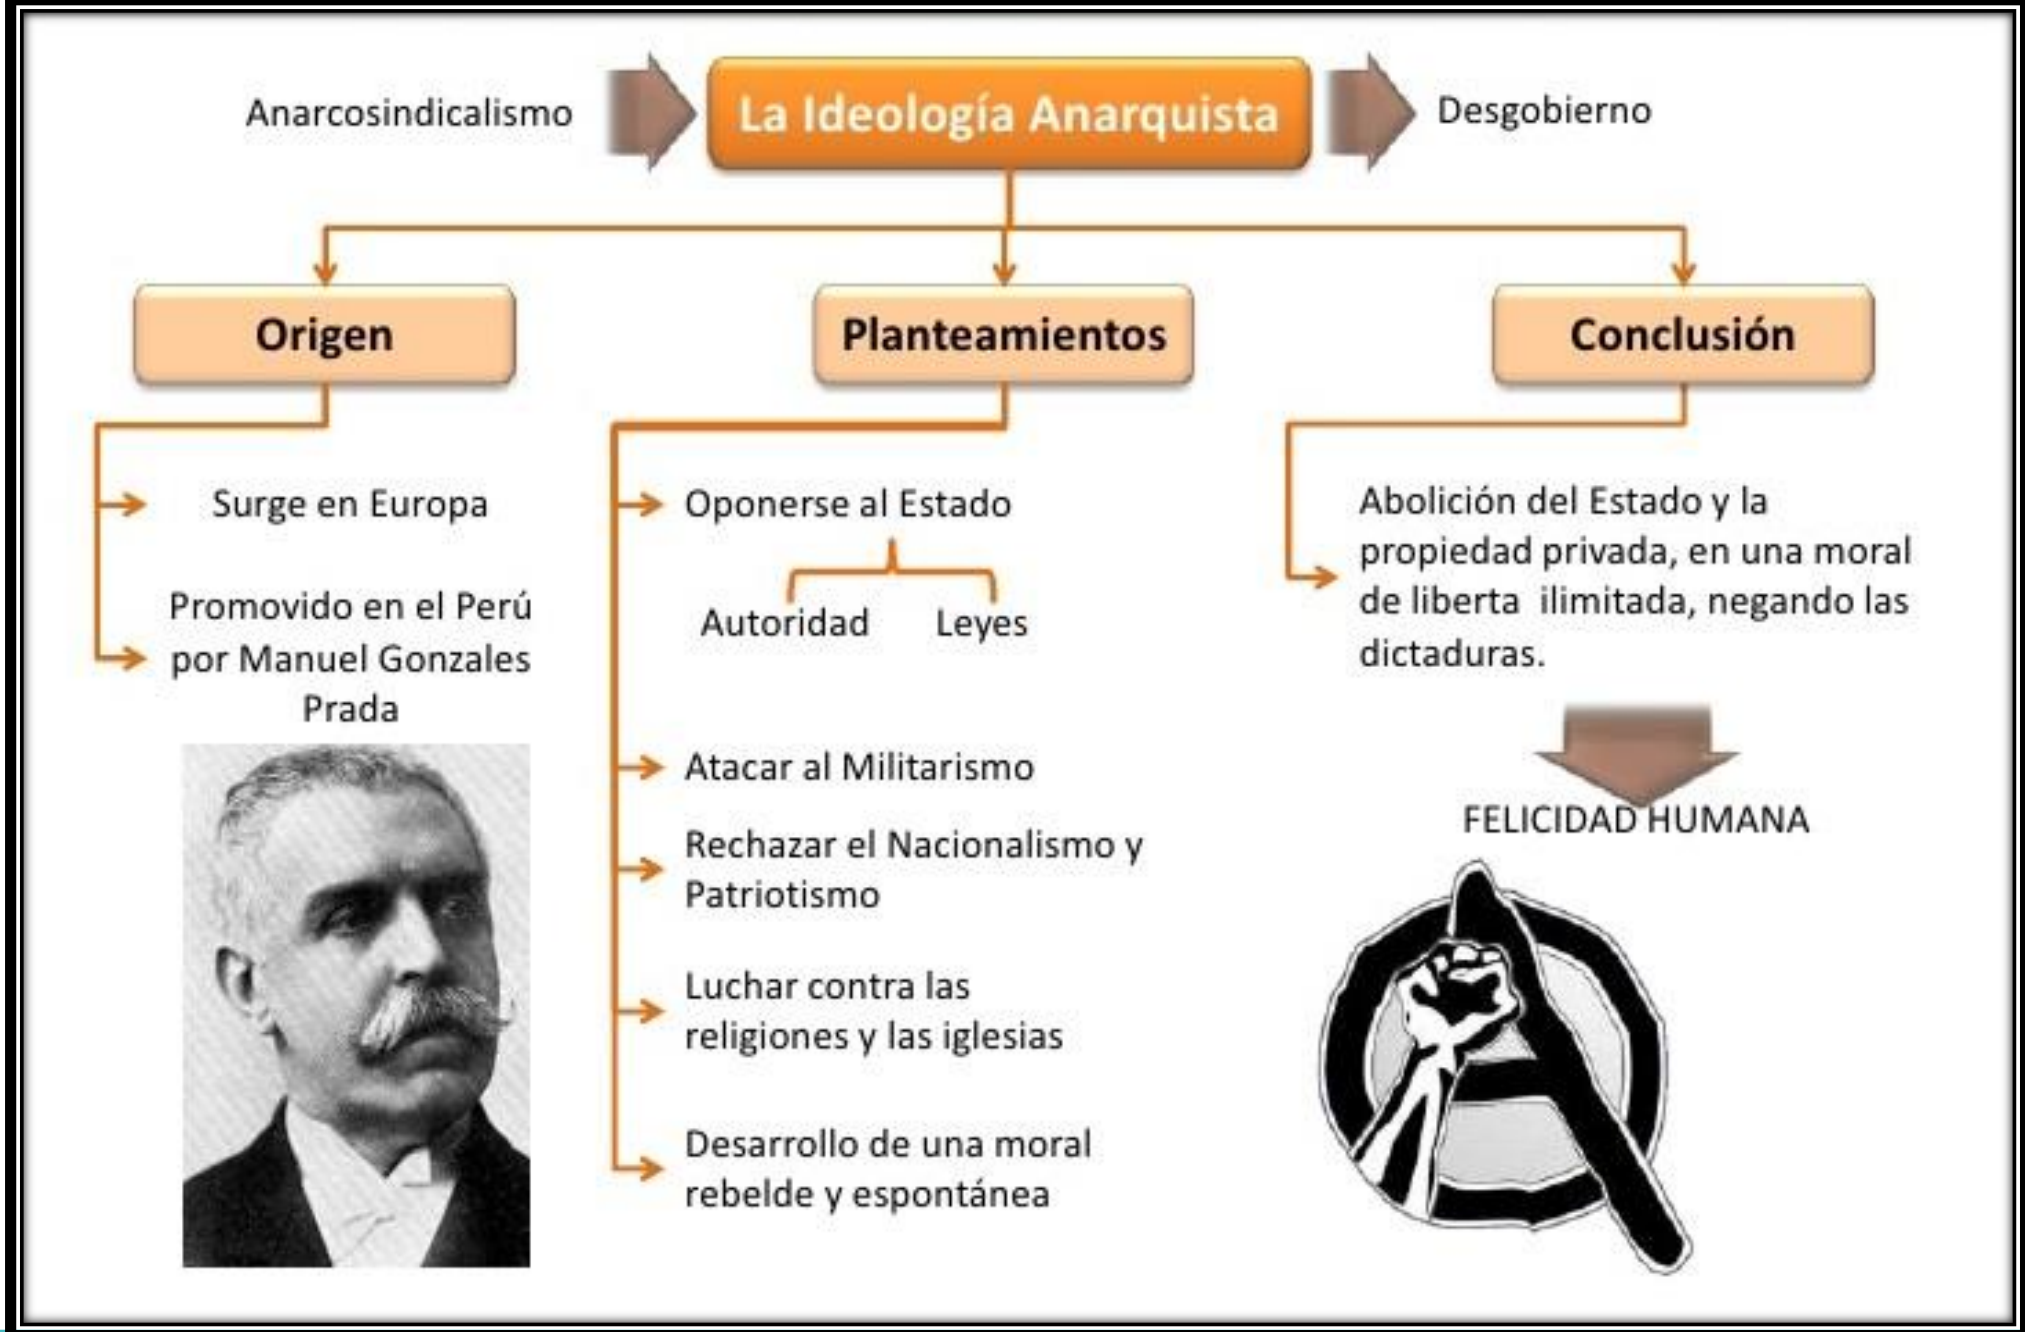 Anarcosindicalismo
La Ideología Anarquista
Desgobierno
Origen
Surge en Europa
Promovido en el Perú
por Manuel Gonzales
Prada
Planteamientos
Oponerse al Estado
Autoridad
Leyes
Atacar al Militarismo
Rechazar el Nacionalismo y
Patriotismo
Luchar contra las
religiones y las iglesias
Desarrollo de una moral
rebelde y espontánea
Conclusión
Abolición del Estado y la
propiedad privada, en una moral
de liberta ilimitada, negando las
dictaduras.
FELICIDAD HUMANA